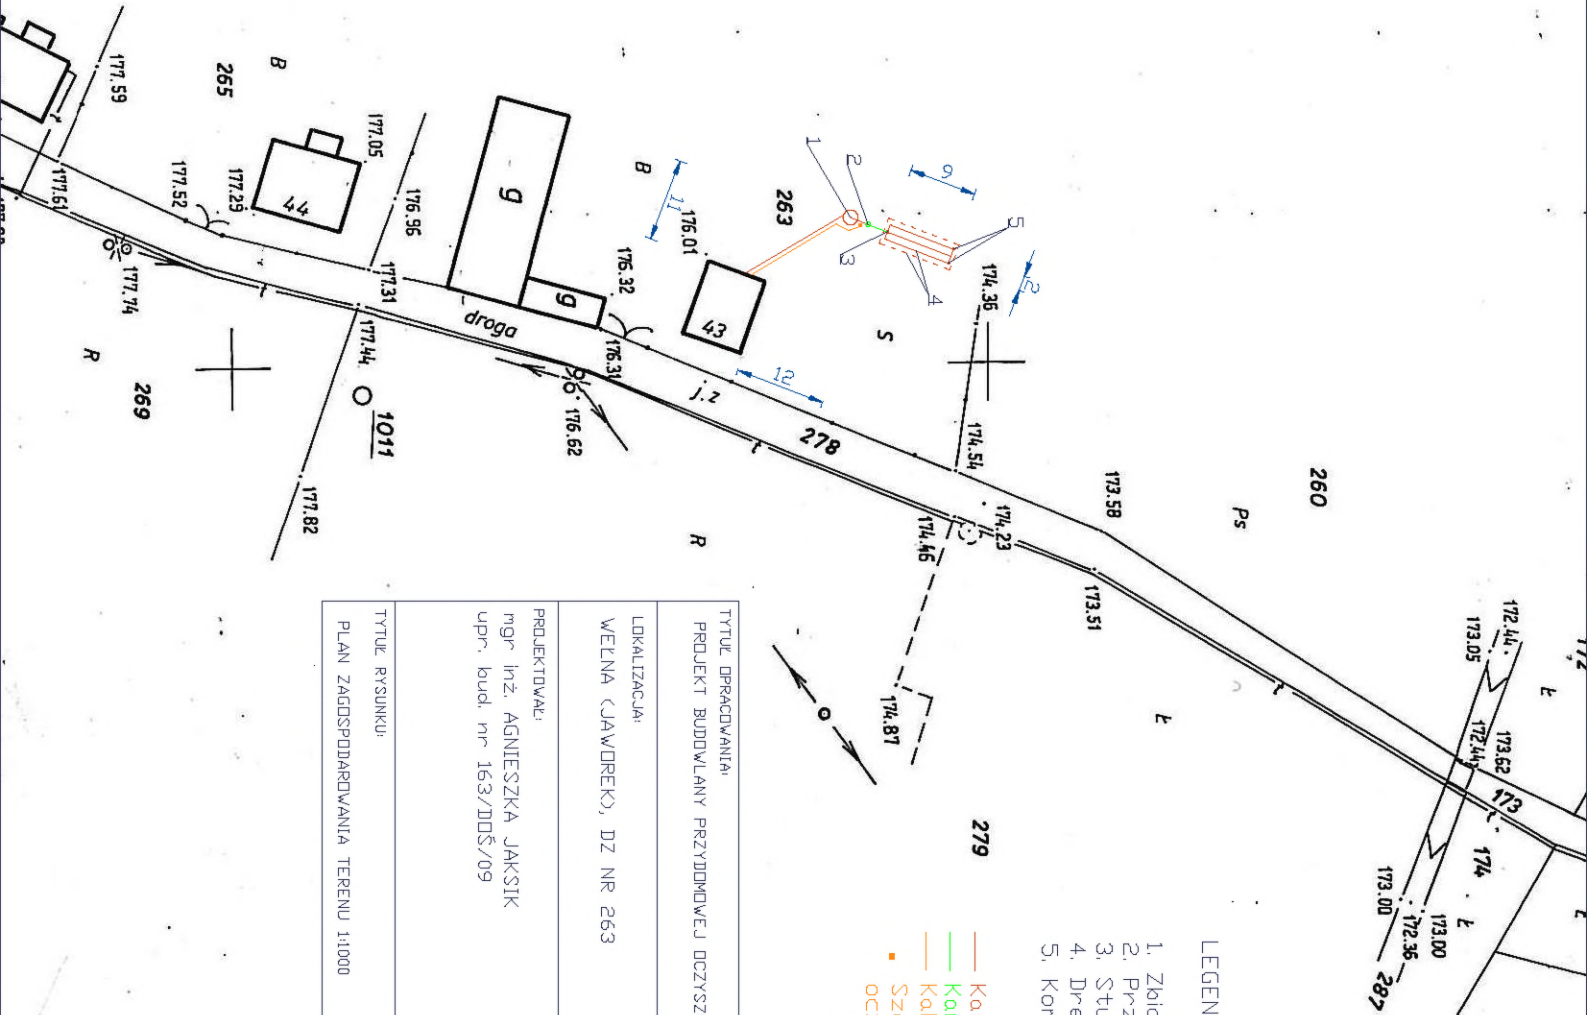 177.59
265
B
177.05
44
177.29
177.52
177.61
177.74
R
269
176.96
177.31
177.44
1011
177.82
g
g
droga
B
11
176.01
176.32
176.31
176.62
43
263
1
2
3
4
5
9
2
12
S
j.z
278
t
t
t
t
t
R
174.36
174.54
174.23
174.46
174.87
173.58
173.51
260
Ps
Ł
279
172.44
173.05
172.44
173.62
173
174
Ł
Ł
173.00
172.36
173.00
287
TYTUŁ OPRACOWANIA:
PROJEKT BUDOWLANY PRZYDOMOWEJ OCZYSZ
LOKALIZACJA:
WEŁNA (JAWOREK), DZ NR 263
PROJEKTOWAŁ:
mgr inż. AGNIESZKA JAKSIK
upr. bud. nr 163/DOŚ/09
TYTUŁ RYSUNKU:
PLAN ZAGOSPODAROWANIA TERENU 1:1000
LEGEN
1. Zbio
2. Prz
3. Stu
4. Dre
5. Kom
Ka
Ka
Kab
Sz
oc